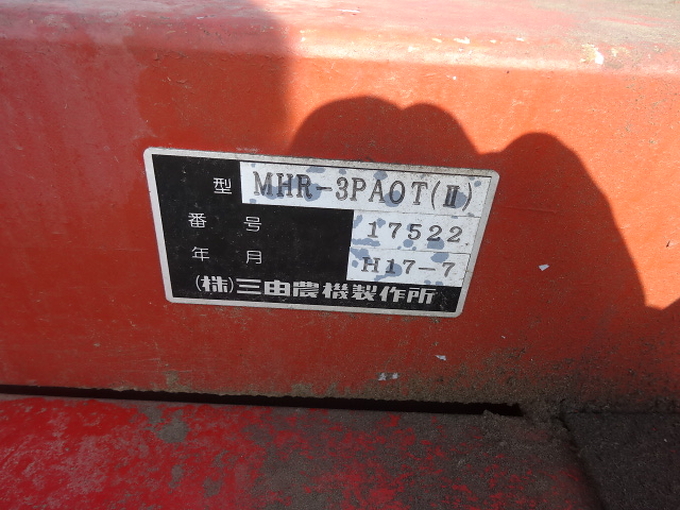 型 MHR-3PAOT(Ⅱ)
番号 17522
年月 H17-7
(株)三由農機製作所